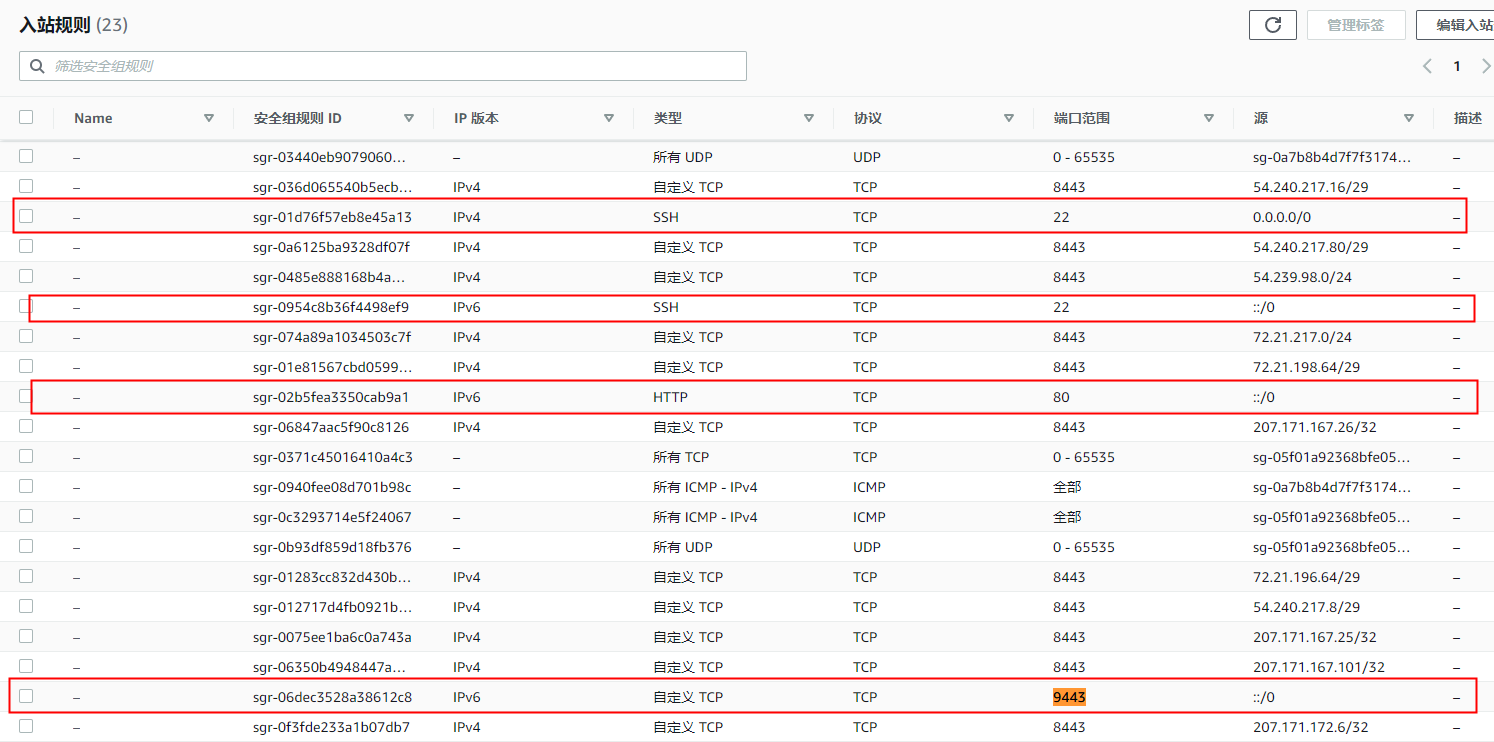 入站规则 (23)
管理标签
编辑入站
筛选安全组规则
1
Name 安全组规则 ID IP 版本 类型 协议 端口范围 源 描述
– sgr-03440eb9079060... – 所有 UDP UDP 0 - 65535 sg-0a7b8b4d7f7f3174... –
– sgr-036d065540b5ecb... IPv4 自定义 TCP TCP 8443 54.240.217.16/29 –
– sgr-01d76f57eb8e45a13 IPv4 SSH TCP 22 0.0.0.0/0 –
– sgr-0a6125ba9328df07f IPv4 自定义 TCP TCP 8443 54.240.217.80/29 –
– sgr-0485e888168b4a... IPv4 自定义 TCP TCP 8443 54.239.98.0/24 –
– sgr-0954c8b36f4498ef9 IPv6 SSH TCP 22 ::/0 –
– sgr-074a89a1034503c7f IPv4 自定义 TCP TCP 8443 72.21.217.0/24 –
– sgr-01e81567cbd0599... IPv4 自定义 TCP TCP 8443 72.21.198.64/29 –
– sgr-02b5fea3350cab9a1 IPv6 HTTP TCP 80 ::/0 –
– sgr-06847aac5f90c8126 IPv4 自定义 TCP TCP 8443 207.171.167.26/32 –
– sgr-0371c45016410a4c3 – 所有 TCP TCP 0 - 65535 sg-05f01a92368bfe05... –
– sgr-0940fee08d701b98c – 所有 ICMP - IPv4 ICMP 全部 sg-0a7b8b4d7f7f3174... –
– sgr-0c3293714e5f24067 – 所有 ICMP - IPv4 ICMP 全部 sg-05f01a92368bfe05... –
– sgr-0b93df859d18fb376 – 所有 UDP UDP 0 - 65535 sg-05f01a92368bfe05... –
– sgr-01283cc832d430b... IPv4 自定义 TCP TCP 8443 72.21.196.64/29 –
– sgr-012717d4fb0921b... IPv4 自定义 TCP TCP 8443 54.240.217.8/29 –
– sgr-0075ee1ba6c0a743a IPv4 自定义 TCP TCP 8443 207.171.167.25/32 –
– sgr-06350b4948447a... IPv4 自定义 TCP TCP 8443 207.171.167.101/32 –
– sgr-06dec3528a38612c8 IPv6 自定义 TCP TCP 9443 ::/0 –
– sgr-0f3fde233a1b07db7 IPv4 自定义 TCP TCP 8443 207.171.172.6/32 –